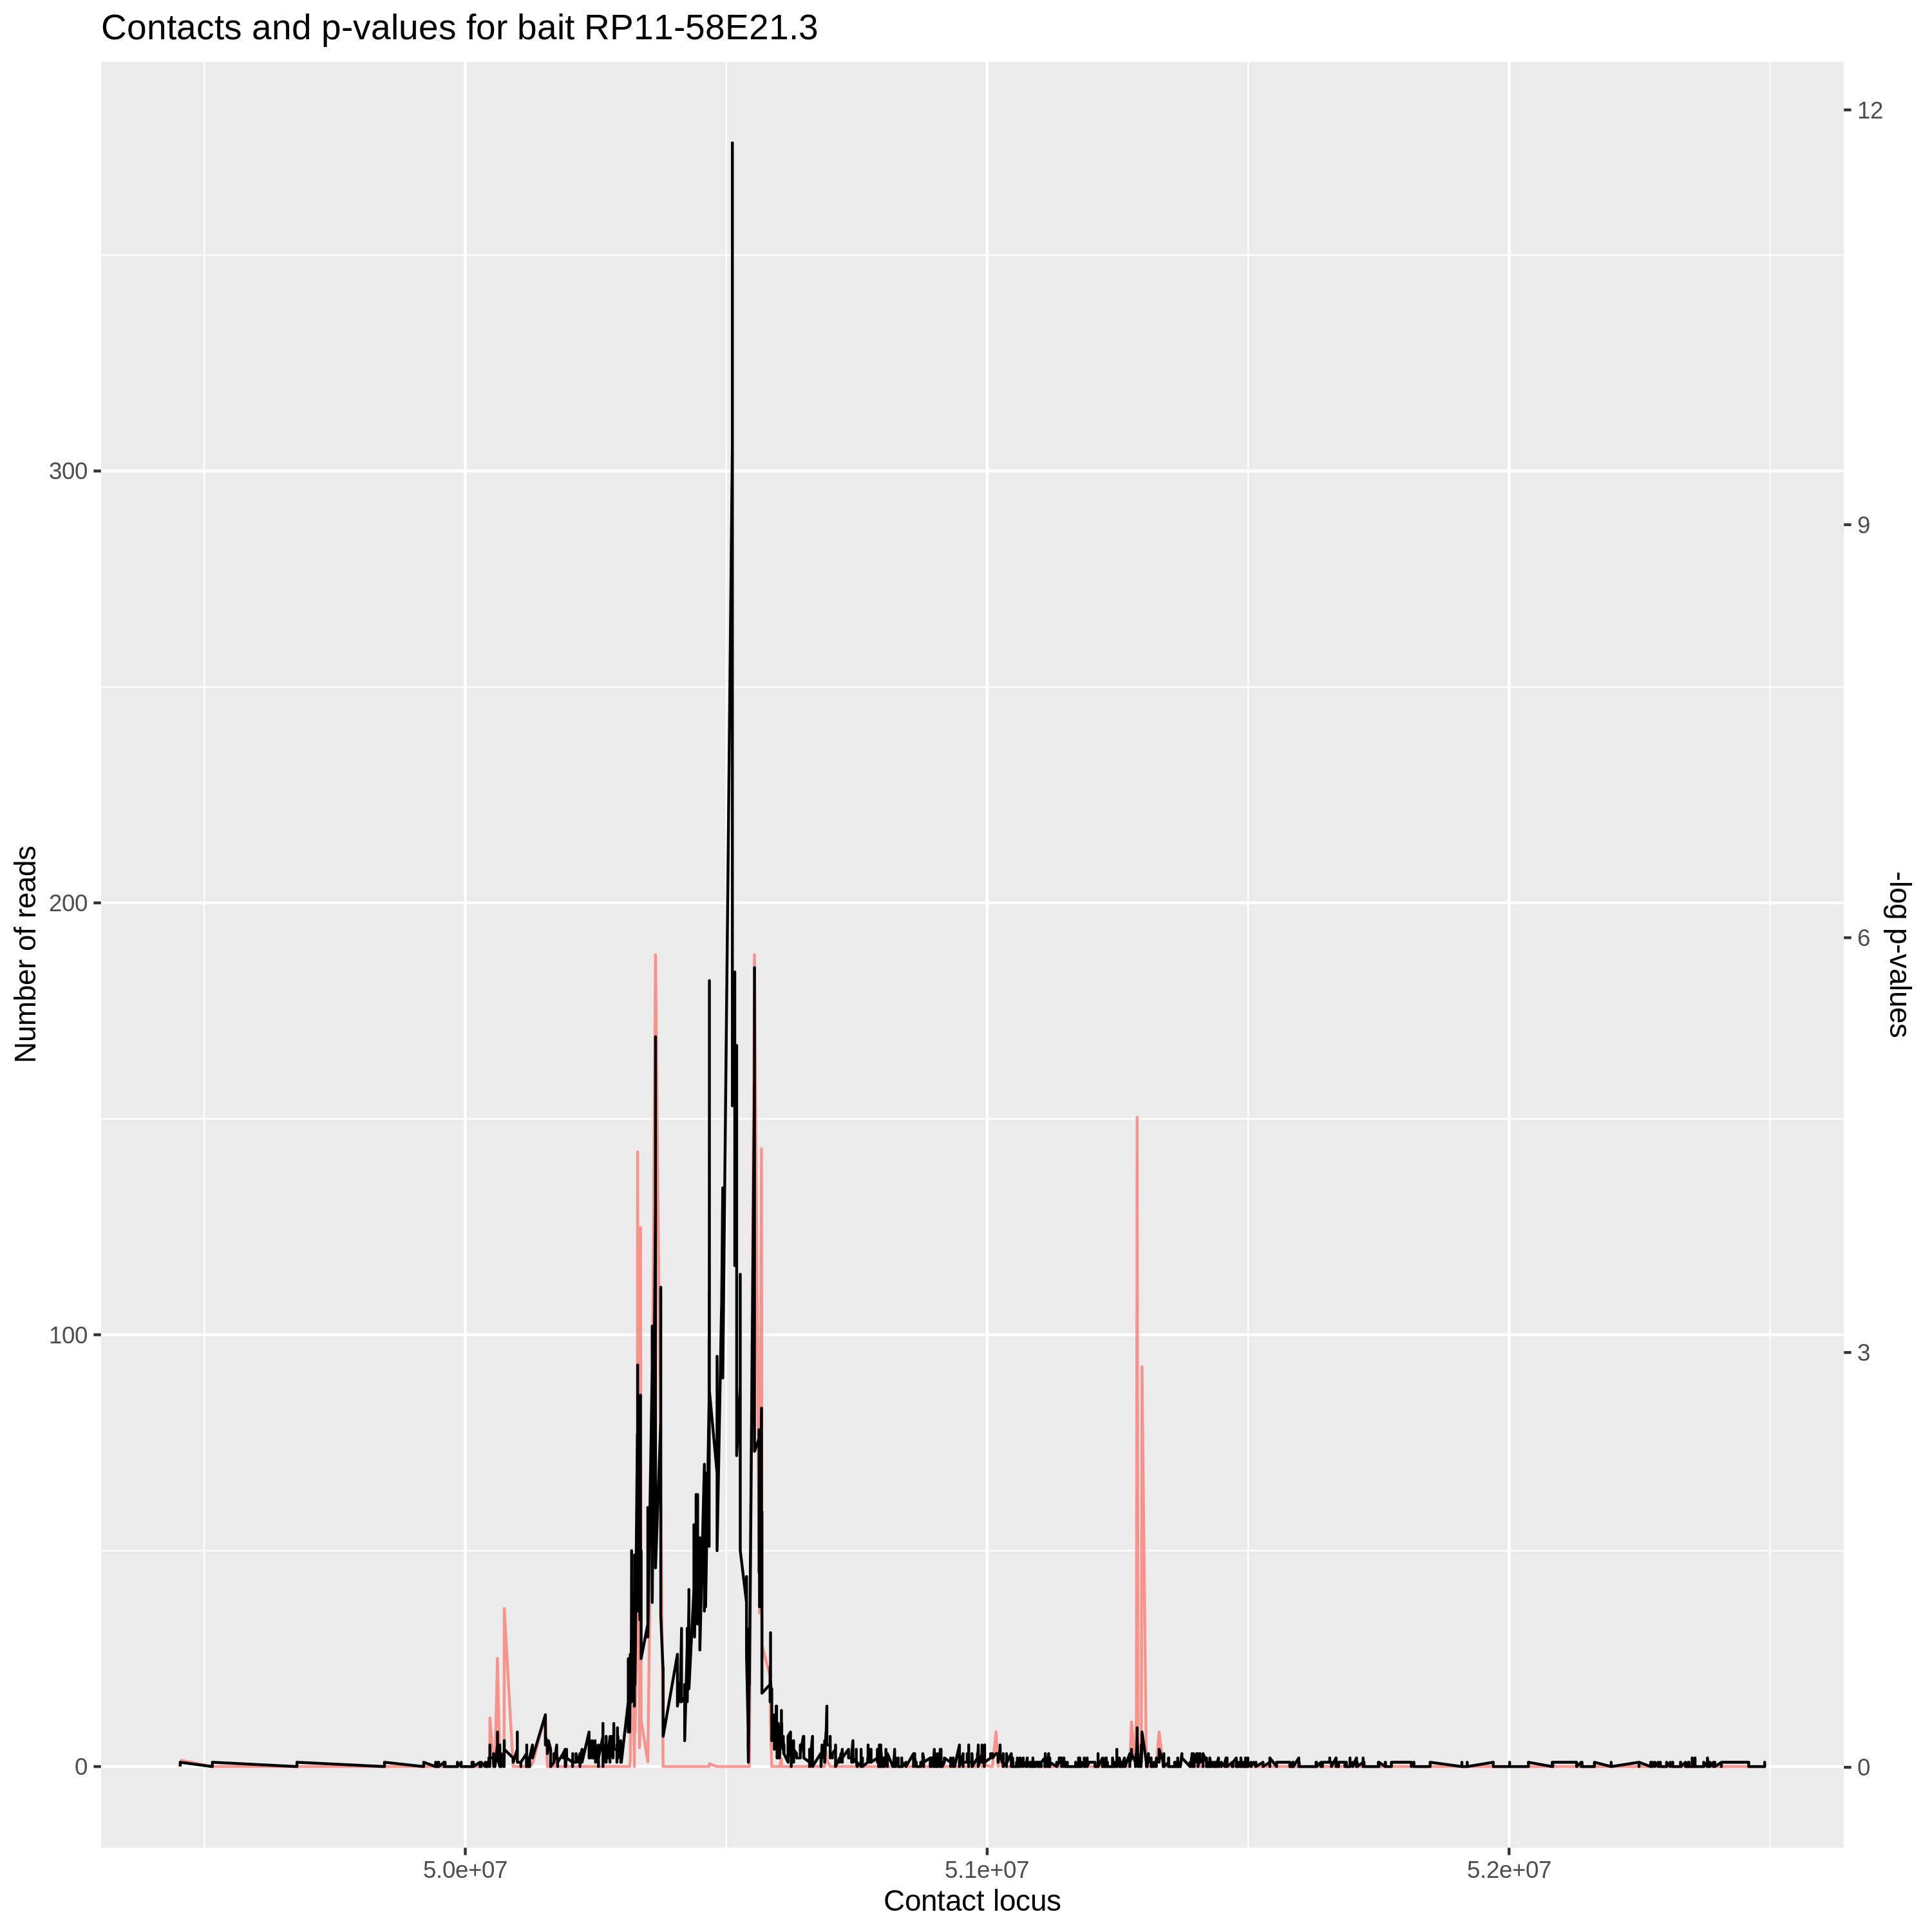 Contacts and p-values for bait RP11-58E21.3
12
300
9
200
6
Number of reads
-log p-values
100
3
0
0
5.0e+07 5.1e+07 5.2e+07
Contact locus